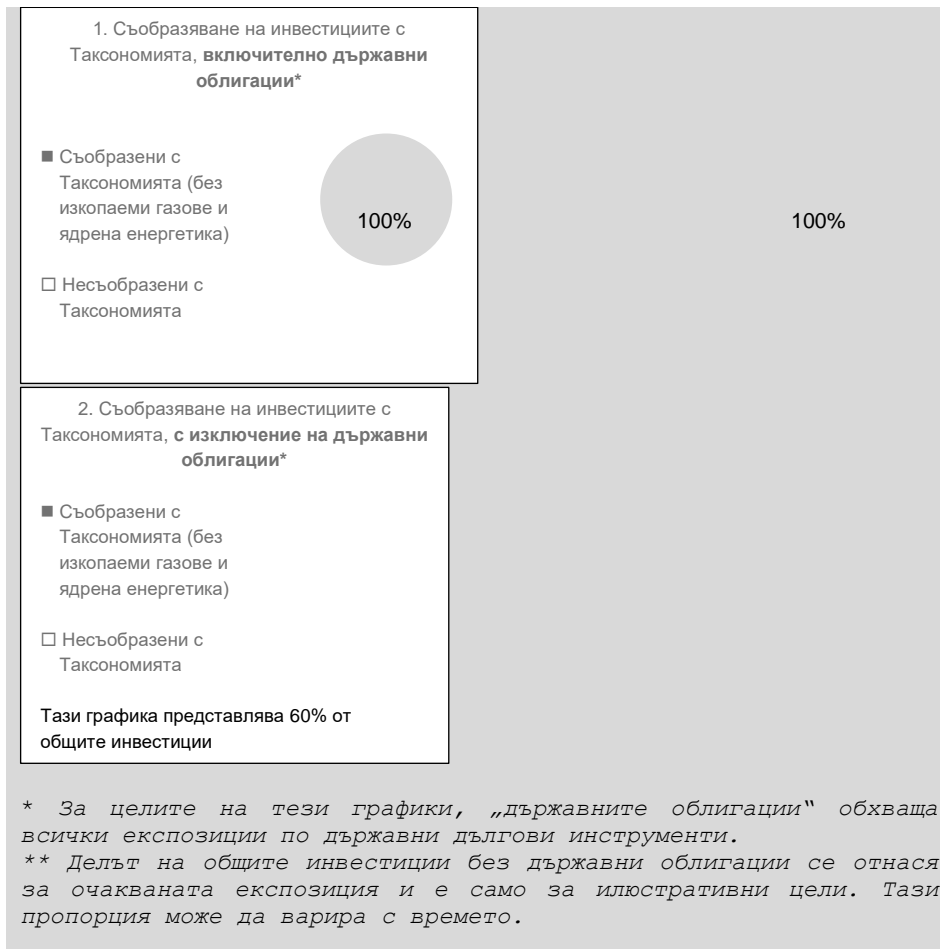 1. Съобразяване на инвестициите с
Таксономията, включително държавни
облигации*
■ Съобразени с
Таксономията (без
изкопаеми газове и
ядрена енергетика)
100%
100%
□ Несъобразени с
Таксономията
2. Съобразяване на инвестициите с
Таксономията, с изключение на държавни
облигации*
■ Съобразени с
Таксономията (без
изкопаеми газове и
ядрена енергетика)
□ Несъобразени с
Таксономията
Тази графика представлява 60% от
общите инвестиции
* За целите на тези графики, „държавните облигации“ обхваща
всички експозиции по държавни дългови инструменти.
** Делът на общите инвестиции без държавни облигации се отнася
за очакваната експозиция и е само за илюстративни цели. Тази
пропорция може да варира с времето.